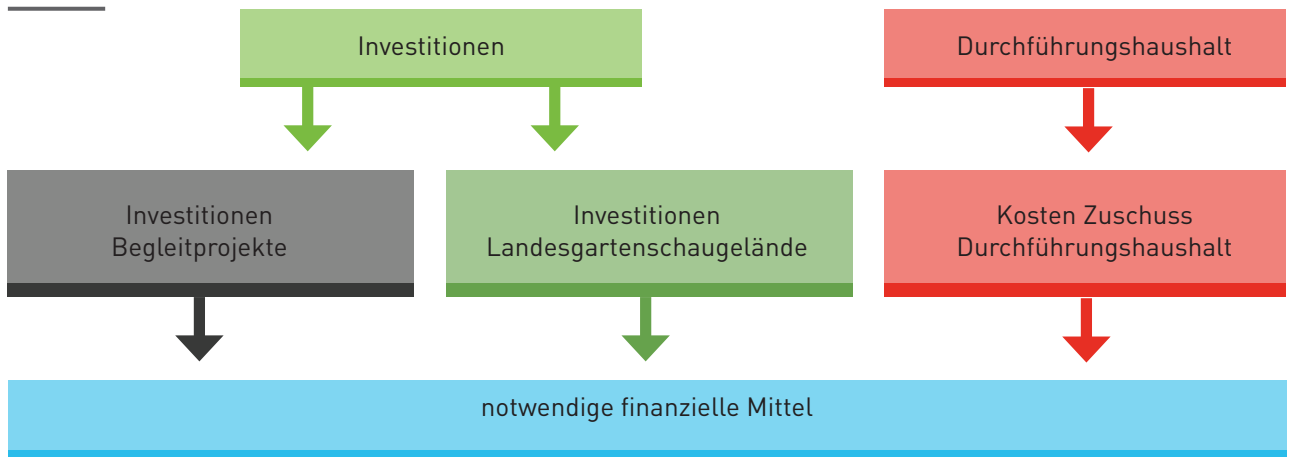 Investitionen
Durchführungshaushalt
Investitionen
Begleitprojekte
Investitionen
Landesgartenschaugelände
Kosten Zuschuss
Durchführungshaushalt
notwendige finanzielle Mittel